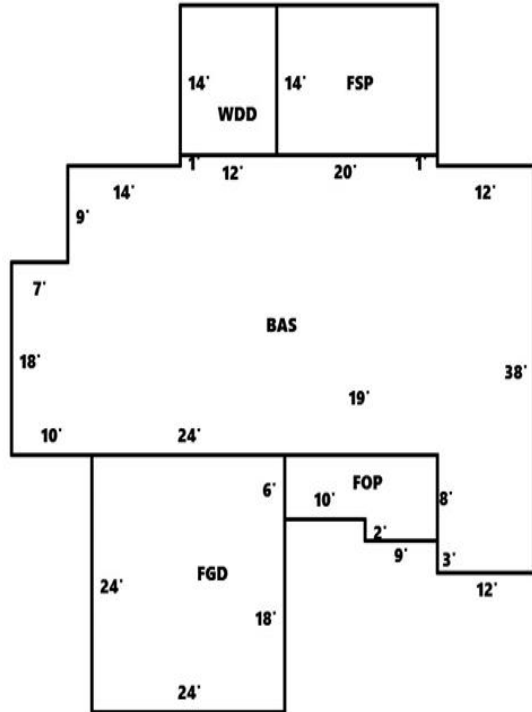 14' 14' FSP
WDD
1' 12' 20' 1'
14' 12'
9'
7'
BAS
18' 38'
19'
10' 24'
6' FOP
10' 8'
2'
9' 3'
24' FGD
12'
18'
24'